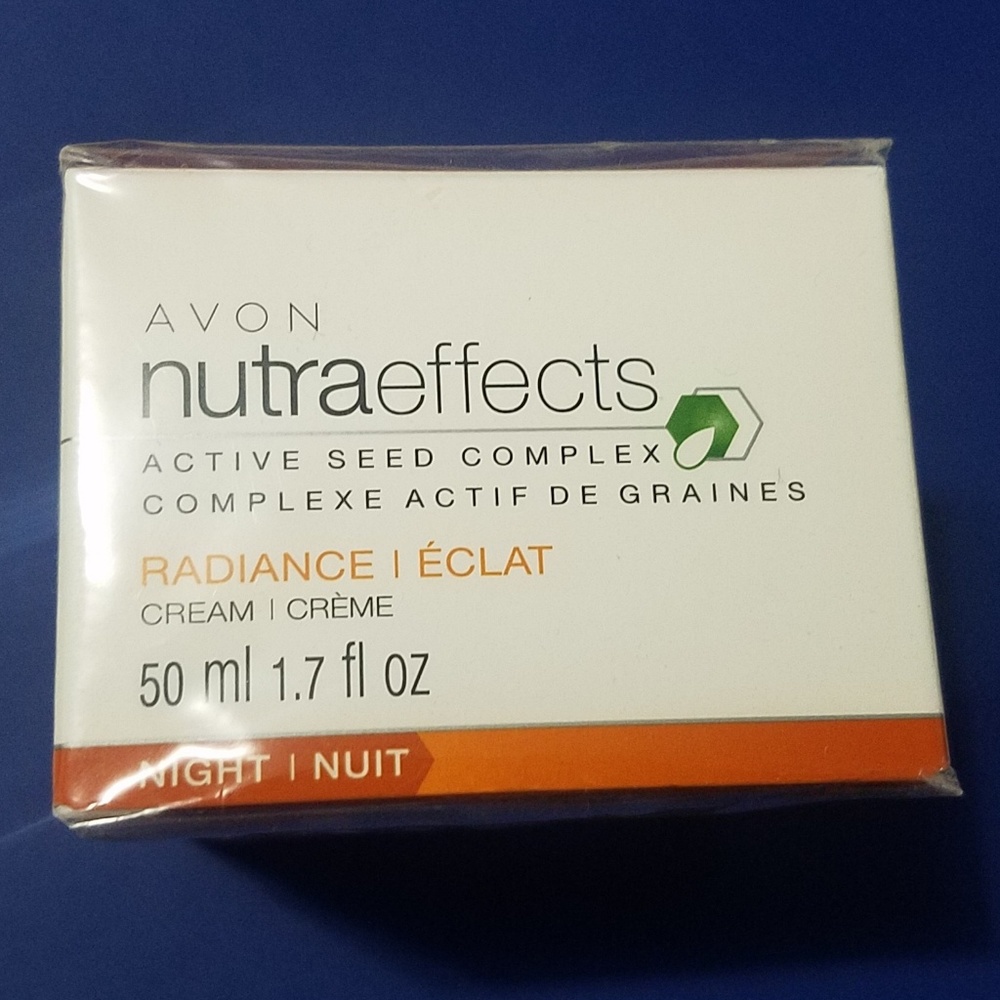 AVON
nutraeffects
ACTIVE SEED COMPLEX
COMPLEXE ACTIF DE GRAINES
RADIANCE | ÉCLAT
CREAM | CRÈME
50 ml 1.7 fl oz
NIGHT | NUIT